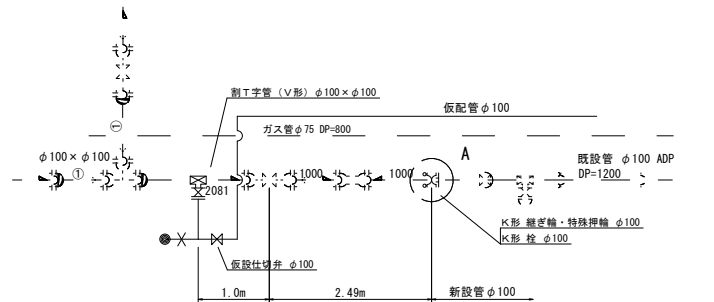 割T字管（V形）φ100×φ100
仮配管φ100
①
ガス管φ75 DP=800
A
φ100×φ100
既設管 φ100 ADP
①
1000
1000
DP=1200
2081
K形 継ぎ輪・特殊押輪 φ100
K形 栓 φ100
仮設仕切弁 φ100
1.0m
2.49m
新設管φ100